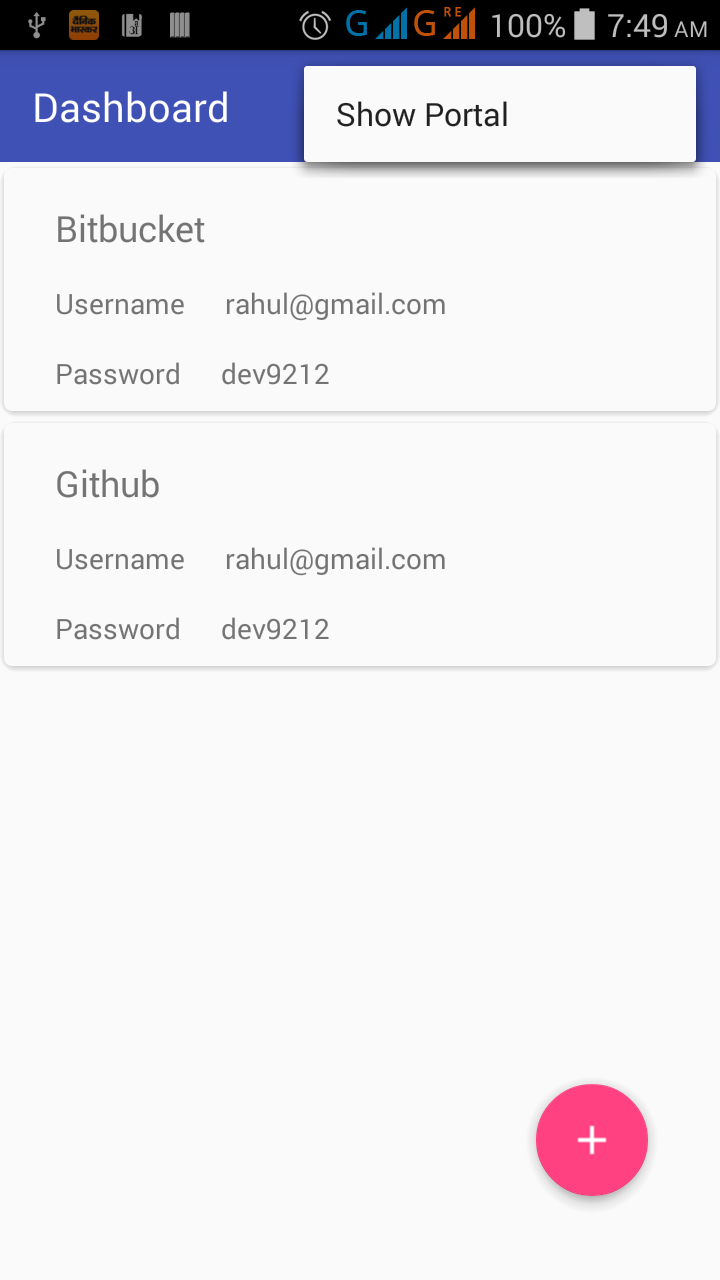 दैनिक भास्कर G G RE 100% 7:49 AM
Dashboard
Show Portal
Bitbucket
Username rahul@gmail.com
Password dev9212
Github
Username rahul@gmail.com
Password dev9212